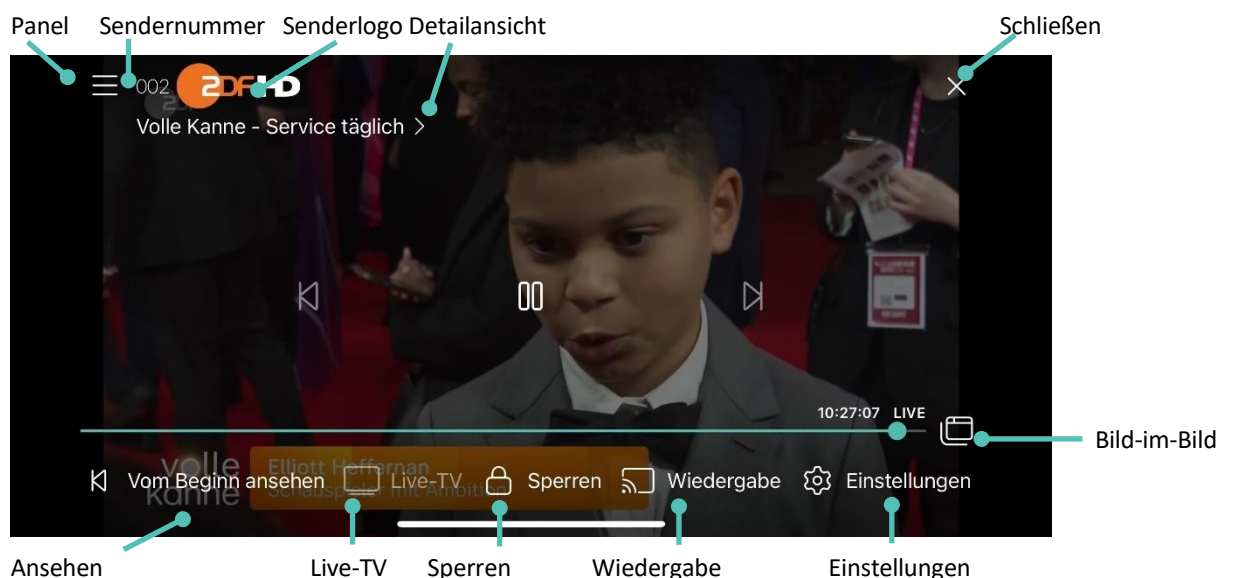 Panel Sendernummer Senderlogo Detailansicht Schließen
002 2DF HD
Volle Kanne - Service täglich >
10:27:07 LIVE
Bild-im-Bild
volle
kanne
Elliott Heffernan
Schauspieler mit Ambition
Vom Beginn ansehen Live-TV Sperren Wiedergabe Einstellungen
Ansehen Live-TV Sperren Wiedergabe Einstellungen